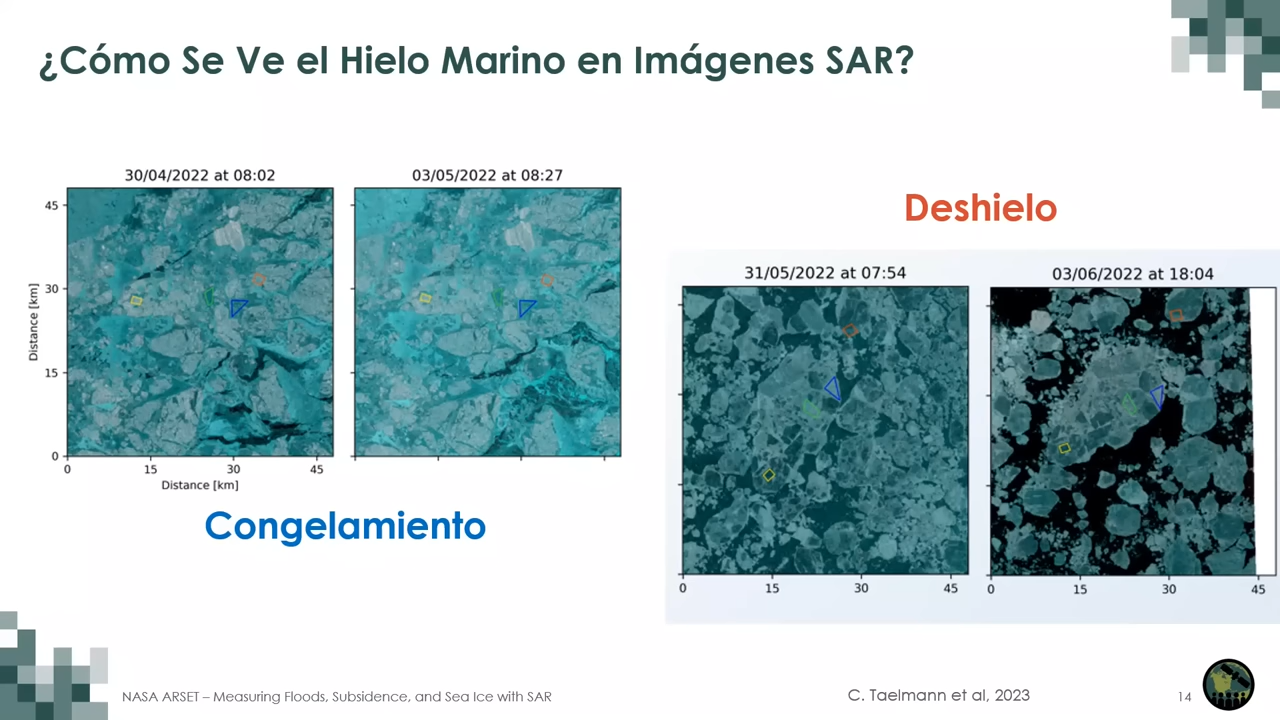 ¿Cómo Se Ve el Hielo Marino en Imágenes SAR?
30/04/2022 at 08:02
03/05/2022 at 08:27
45
30
15
0
Distance [km]
0 15 30 45
Distance [km]
Congelamiento
Deshielo
31/05/2022 at 07:54
03/06/2022 at 18:04
0 15 30 45
0 15 30 45
NASA ARSET – Measuring Floods, Subsidence, and Sea Ice with SAR
C. Taelmann et al, 2023
14